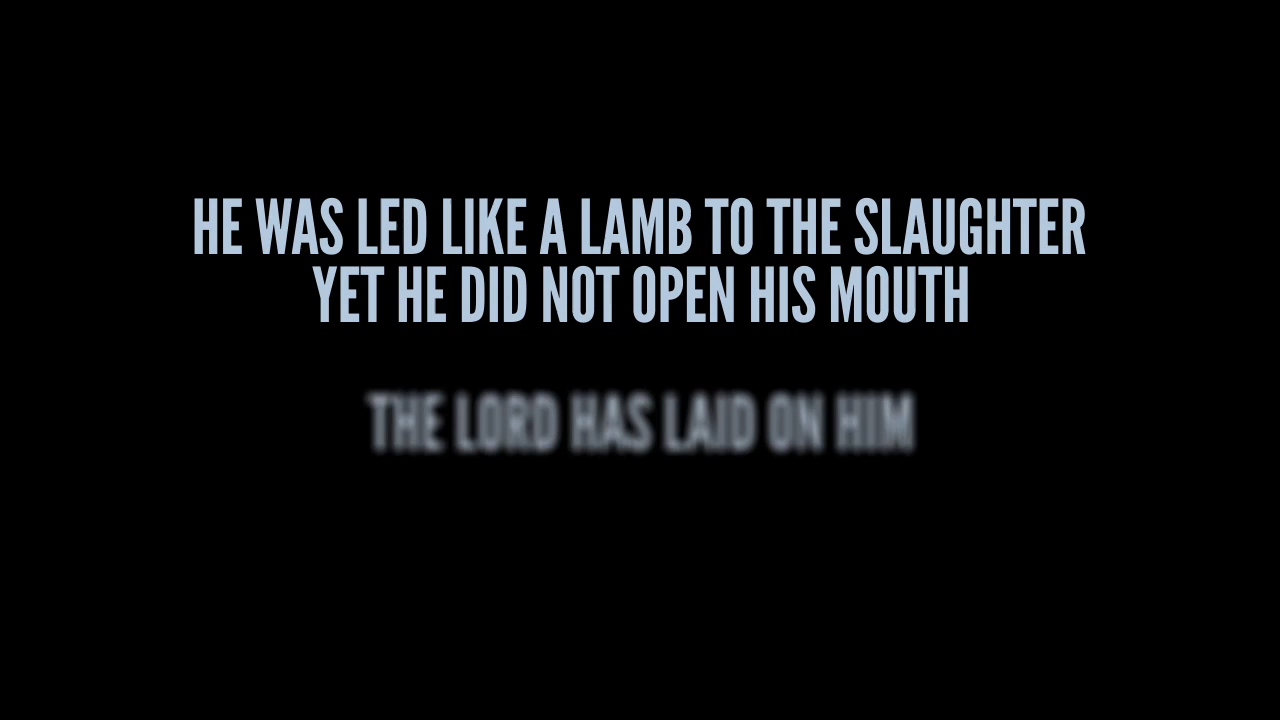 HE WAS LED LIKE A LAMB TO THE SLAUGHTER
YET HE DID NOT OPEN HIS MOUTH
THE LORD HAS LAID ON HIM